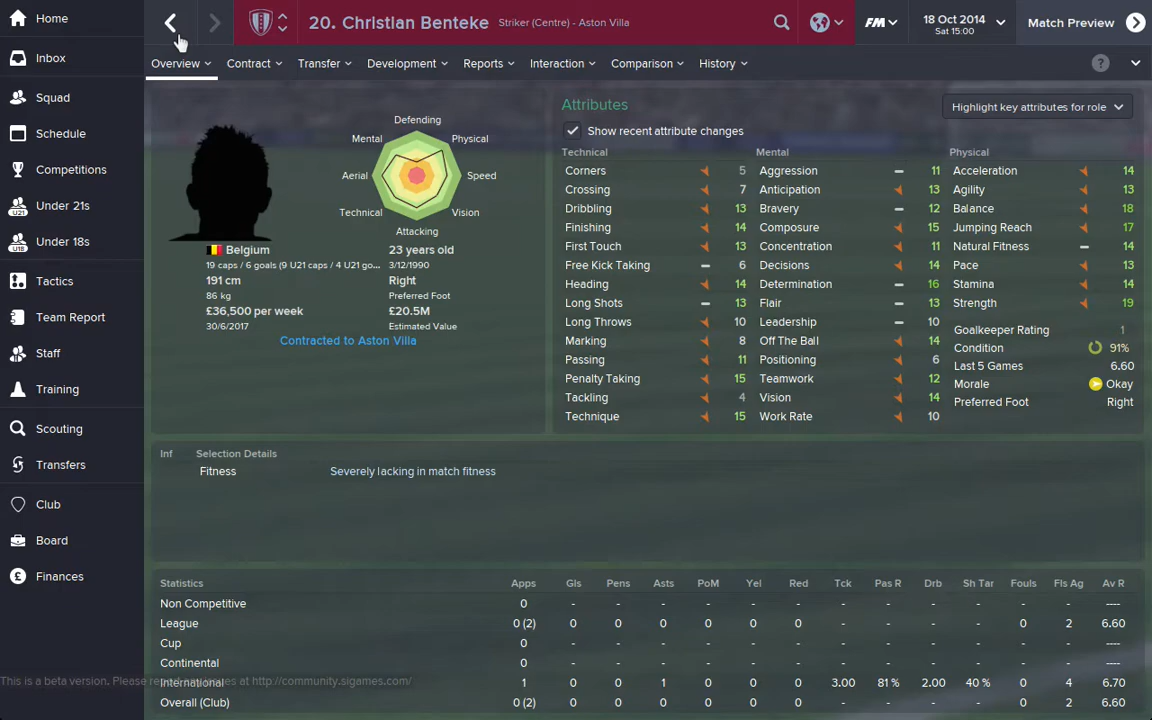 Home
20. Christian Benteke Striker (Centre) - Aston Villa
FM
18 Oct 2014
Sat 15:00
Match Preview
Inbox
Squad
Schedule
Competitions
Under 21s
Under 18s
Tactics
Team Report
Staff
Training
Scouting
Transfers
Club
Board
Finances
U21
U18
Overview Contract Transfer Development Reports Interaction Comparison History ?
Defending
Mental Physical
Aerial Speed
Technical Vision
Attacking
Belgium 23 years old
19 caps / 6 goals (9 U21 caps / 4 U21 go... 3/12/1990
191 cm Right
86 kg Preferred Foot
£36,500 per week £20.5M
30/6/2017 Estimated Value
Contracted to Aston Villa
Attributes Highlight key attributes for role
Show recent attribute changes
Technical Mental Physical
Corners 5 Aggression 11 Acceleration 14
Crossing 7 Anticipation 13 Agility 13
Dribbling 13 Bravery 12 Balance 18
Finishing 14 Composure 15 Jumping Reach 17
First Touch 13 Concentration 11 Natural Fitness 14
Free Kick Taking 6 Decisions 14 Pace 13
Heading 14 Determination 16 Stamina 14
Long Shots 13 Flair 13 Strength 19
Long Throws 10 Leadership 10 Goalkeeper Rating 1
Marking 8 Off The Ball 14 Condition 91%
Passing 11 Positioning 6 Last 5 Games 6.60
Penalty Taking 15 Teamwork 12 Morale Okay
Tackling 4 Vision 14 Preferred Foot Right
Technique 15 Work Rate 10
Inf Selection Details
Fitness Severely lacking in match fitness
Statistics Apps Gls Pens Asts PoM Yel Red Tck Pas R Drb Sh Tar Fouls Fls Ag Av R
Non Competitive 0 - - - - - - - - - - - - ----
League 0 (2) 0 0 0 0 0 0 - - - - 0 2 6.60
Cup 0 - - - - - - - - - - - - ----
Continental 0 - - - - - - - - - - - - ----
International 1 0 0 1 0 0 0 3.00 81 % 2.00 40 % 0 4 6.70
Overall (Club) 0 (2) 0 0 0 0 0 0 - - - - 0 2 6.60
This is a beta version. Please report any issues at http://community.sigames.com/